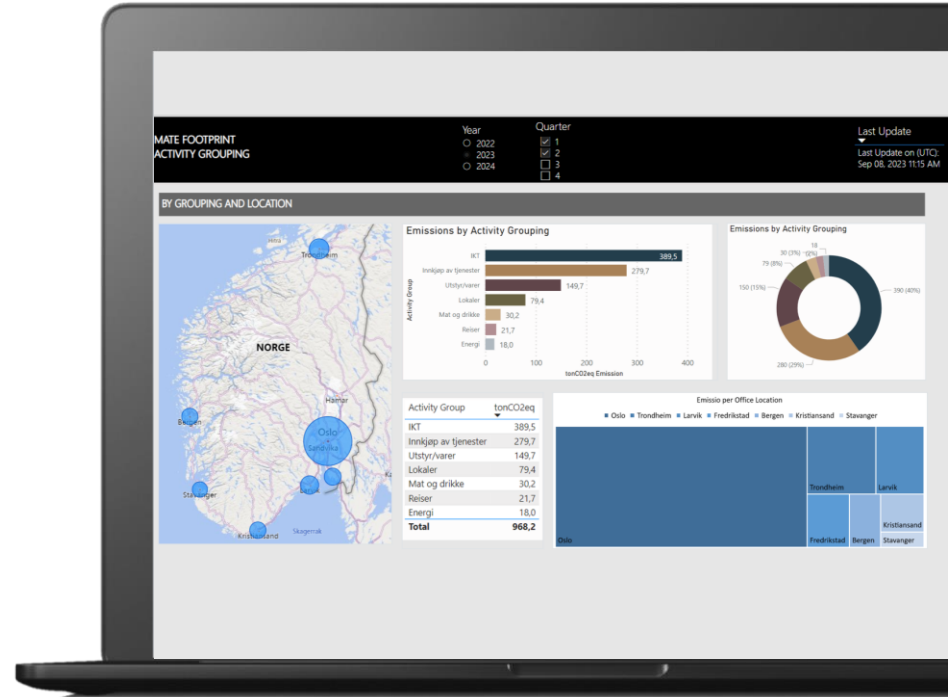 MATE FOOTPRINT
ACTIVITY GROUPING
Year
2022
2023
2024
Quarter
1
2
3
4
Last Update
Last Update on (UTC):
Sep 08, 2023 11:15 AM
BY GROUPING AND LOCATION
Trondheim
NORGE
Hamar
Oslo
Sandvika
Bergen
Larvik
Stavanger
Kristiansand
Skagerrak
Emissions by Activity Grouping
Activity Group
IKT 389,5
Innkjøp av tjenester 279,7
Utstyr/varer 149,7
Lokaler 79,4
Mat og drikke 30,2
Reiser 21,7
Energi 18,0
0 100 200 300 400
tonCO2eq Emission
Emissions by Activity Grouping
18
30 (3%)
(2%)
79 (8%)
150 (15%)
390 (40%)
280 (29%)
Activity Group tonCO2eq
IKT 389,5
Innkjøp av tjenester 279,7
Utstyr/varer 149,7
Lokaler 79,4
Mat og drikke 30,2
Reiser 21,7
Energi 18,0
Total 968,2
Emissio per Office Location
Oslo Trondheim Larvik Fredrikstad Bergen Kristiansand Stavanger
Oslo
Trondheim
Larvik
Fredrikstad
Bergen
Kristiansand
Stavanger